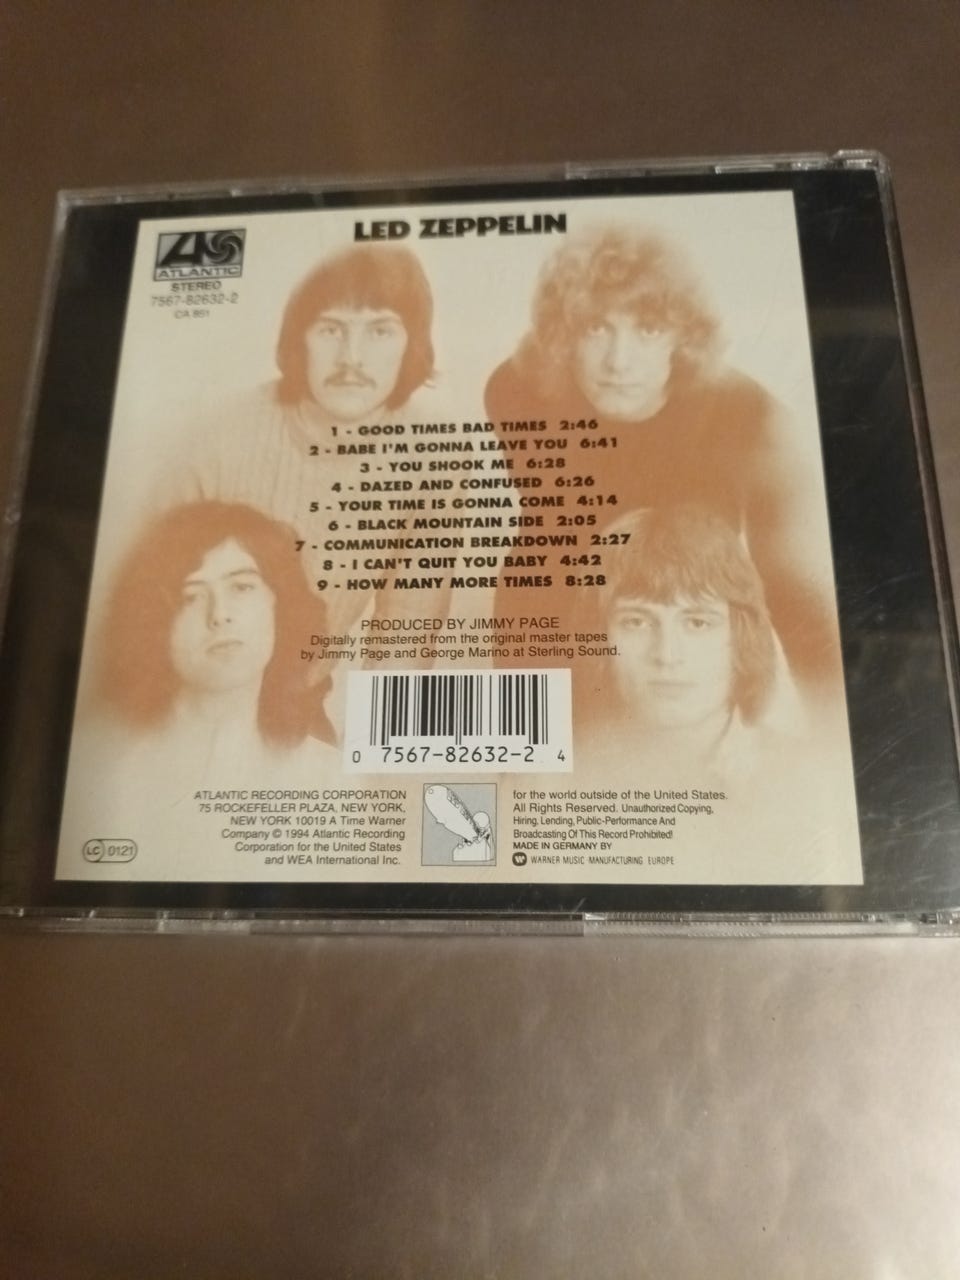 LED ZEPPELIN
ATLANTIC
STEREO
7567-82632-2
CA 851
1 - GOOD TIMES BAD TIMES 2:46
2 - BABE I'M GONNA LEAVE YOU 6:41
3 - YOU SHOOK ME 6:28
4 - DAZED AND CONFUSED 6:26
5 - YOUR TIME IS GONNA COME 4:14
6 - BLACK MOUNTAIN SIDE 2:05
7 - COMMUNICATION BREAKDOWN 2:27
8 - I CAN'T QUIT YOU BABY 4:42
9 - HOW MANY MORE TIMES 8:28
PRODUCED BY JIMMY PAGE
Digitally remastered from the original master tapes
by Jimmy Page and George Marino at Sterling Sound.
0 7567-82632-2 4
ATLANTIC RECORDING CORPORATION
75 ROCKEFELLER PLAZA, NEW YORK,
NEW YORK 10019 A Time Warner
Company © 1994 Atlantic Recording
Corporation for the United States
and WEA International Inc.
for the world outside of the United States.
All Rights Reserved. Unauthorized Copying,
Hiring, Lending, Public-Performance And
Broadcasting Of This Record Prohibited!
MADE IN GERMANY BY
WARNER MUSIC MANUFACTURING EUROPE
LC 0121